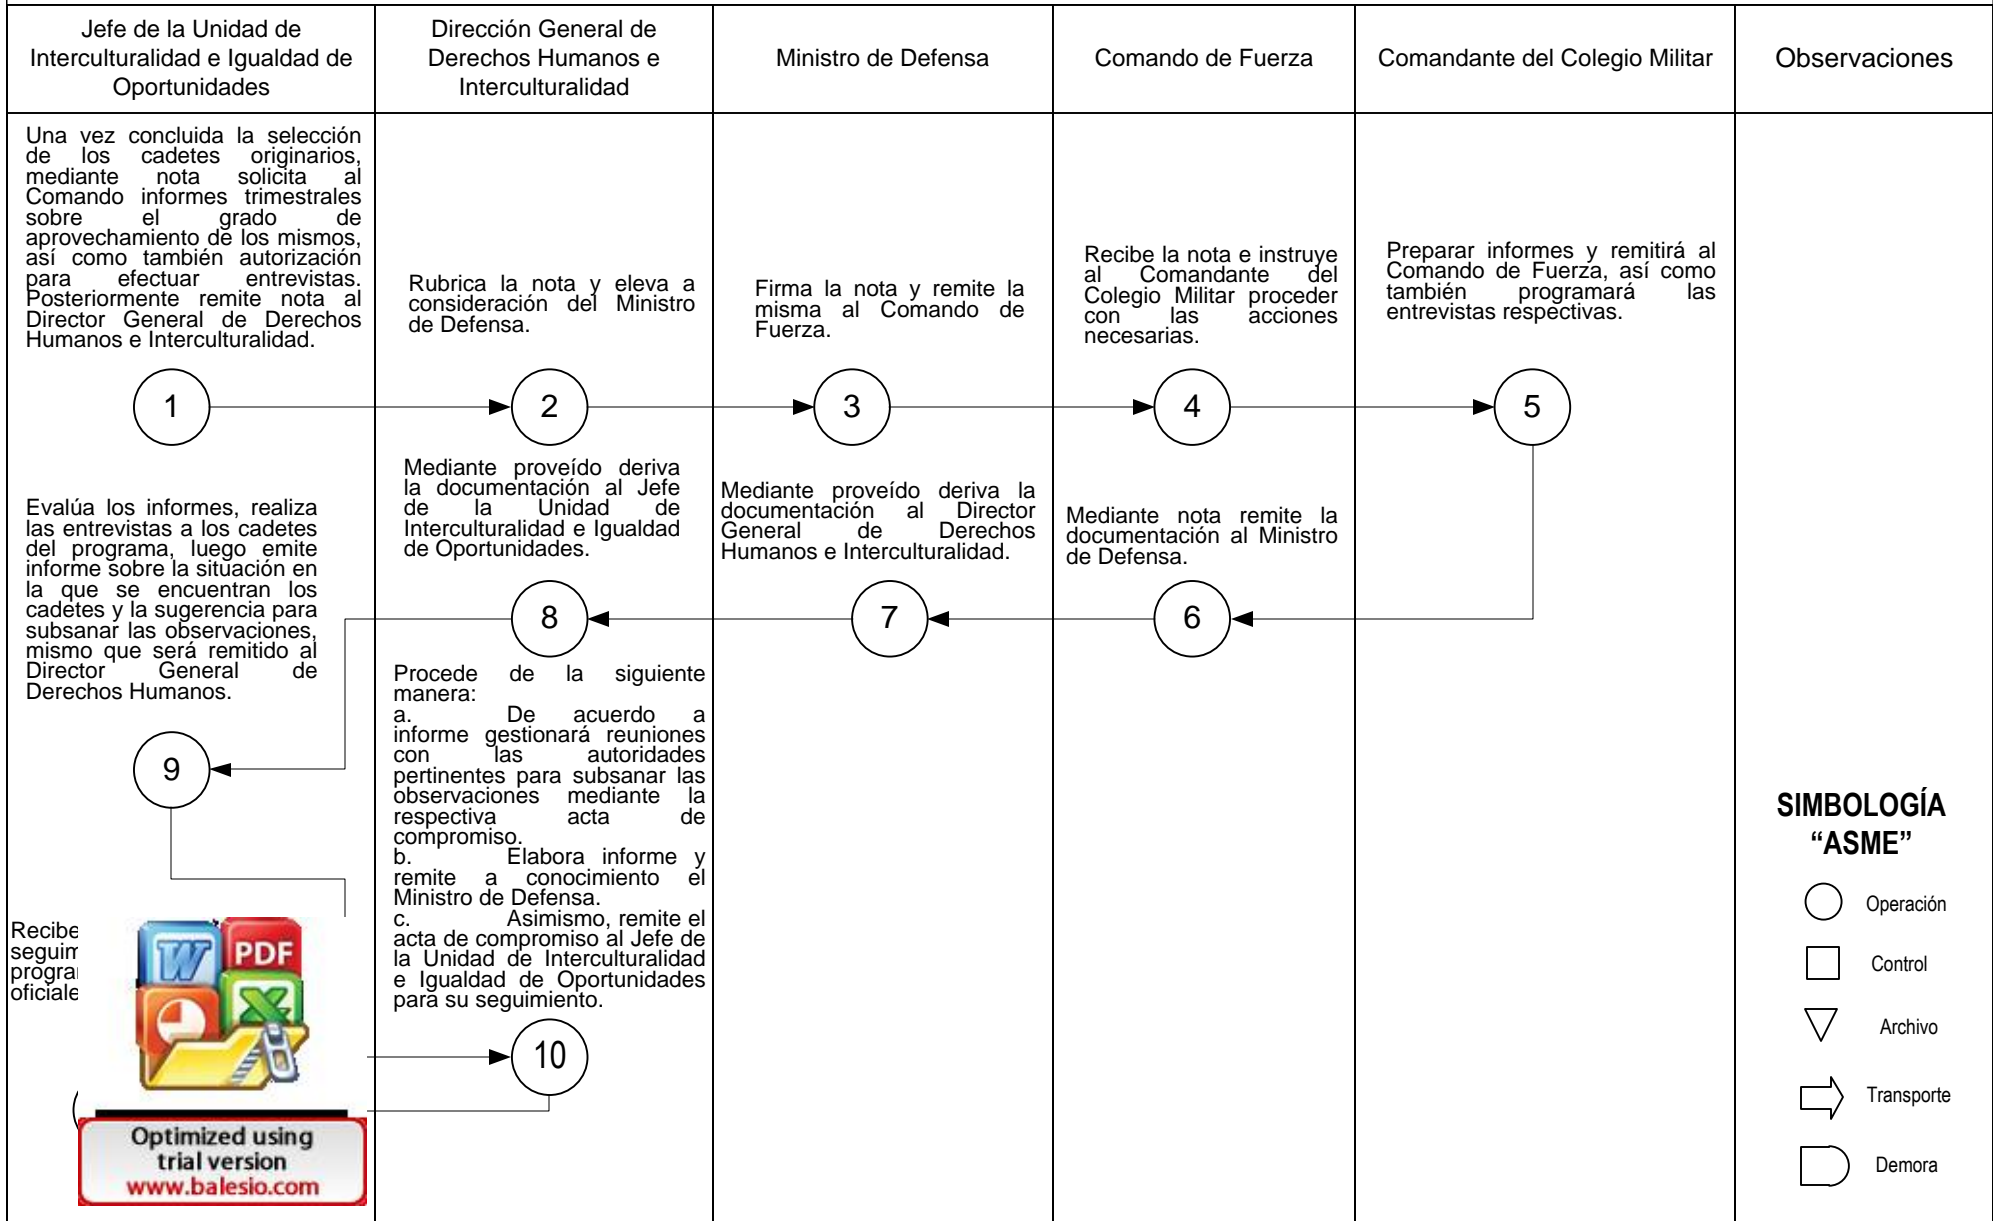 Jefe de la Unidad de
Interculturalidad e Igualdad de
Oportunidades
Dirección General de
Derechos Humanos e
Interculturalidad
Ministro de Defensa
Comando de Fuerza
Comandante del Colegio Militar
Observaciones
Una vez concluida la selección
de los cadetes originarios,
mediante nota solicita al
Comando informes trimestrales
sobre el grado de
aprovechamiento de los mismos,
así como también autorización
para efectuar entrevistas.
Posteriormente remite nota al
Director General de Derechos
Humanos e Interculturalidad.
Rubrica la nota y eleva a
consideración del Ministro
de Defensa.
Firma la nota y remite la
misma al Comando de
Fuerza.
Recibe la nota e instruye
al Comandante del
Colegio Militar proceder
con las acciones
necesarias.
Preparar informes y remitirá al
Comando de Fuerza, así como
también programará las
entrevistas respectivas.
1
2
3
4
5
Evalúa los informes, realiza
las entrevistas a los cadetes
del programa, luego emite
informe sobre la situación en
la que se encuentran los
cadetes y la sugerencia para
subsanar las observaciones,
mismo que será remitido al
Director General de
Derechos Humanos.
Mediante proveído deriva
la documentación al Jefe
de la Unidad de
Interculturalidad e Igualdad
de Oportunidades.
Mediante proveído deriva la
documentación al Director
General de Derechos
Humanos e Interculturalidad.
Mediante nota remite la
documentación al Ministro
de Defensa.
8
7
6
9
Procede de la siguiente
manera:
a. De acuerdo a
informe gestionará reuniones
con las autoridades
pertinentes para subsanar las
observaciones mediante la
respectiva acta de
compromiso.
b. Elabora informe y
remite a conocimiento el
Ministro de Defensa.
c. Asimismo, remite el
acta de compromiso al Jefe de
la Unidad de Interculturalidad
e Igualdad de Oportunidades
para su seguimiento.
10
Recibe
PDF
W
X
Optimized using
trial version
www.balesio.com
SIMBOLOGÍA
“ASME”
Operación
Control
Archivo
Transporte
Demora